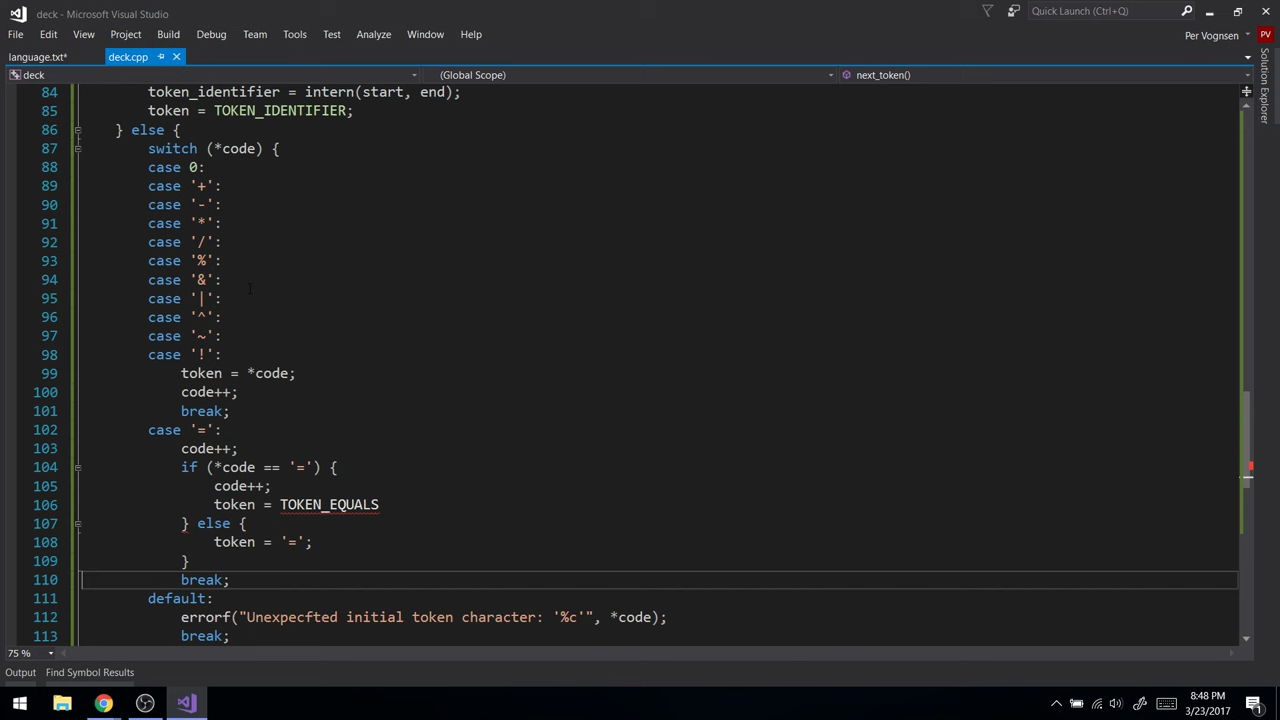 deck - Microsoft Visual Studio
Quick Launch (Ctrl+Q)
File Edit View Project Build Debug Team Tools Test Analyze Window Help
Per Vognsen PV
language.txt* deck.cpp
Solution Explorer
deck (Global Scope) next_token()
84 token_identifier = intern(start, end);
85 token = TOKEN_IDENTIFIER;
86 } else {
87 switch (*code) {
88 case 0:
89 case '+':
90 case '-':
91 case '*':
92 case '/':
93 case '%':
94 case '&':
95 case '|':
96 case '^':
97 case '~':
98 case '!':
99 token = *code;
100 code++;
101 break;
102 case '=':
103 code++;
104 if (*code == '=') {
105 code++;
106 token = TOKEN_EQUALS
107 } else {
108 token = '=';
109 }
110 break;
111 default:
112 errorf("Unexpecfted initial token character: '%c'", *code);
113 break;
75 %
Output Find Symbol Results
8:48 PM
3/23/2017
1